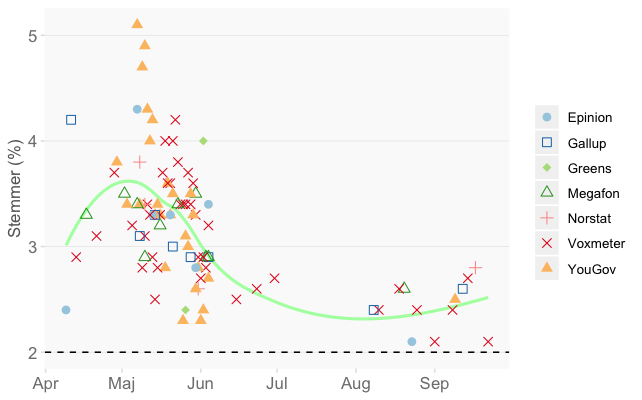 Stemmer (%)
5
4
3
2
Apr Maj Jun Jul Aug Sep
Epinion
Gallup
Greens
Megafon
Norstat
Voxmeter
YouGov